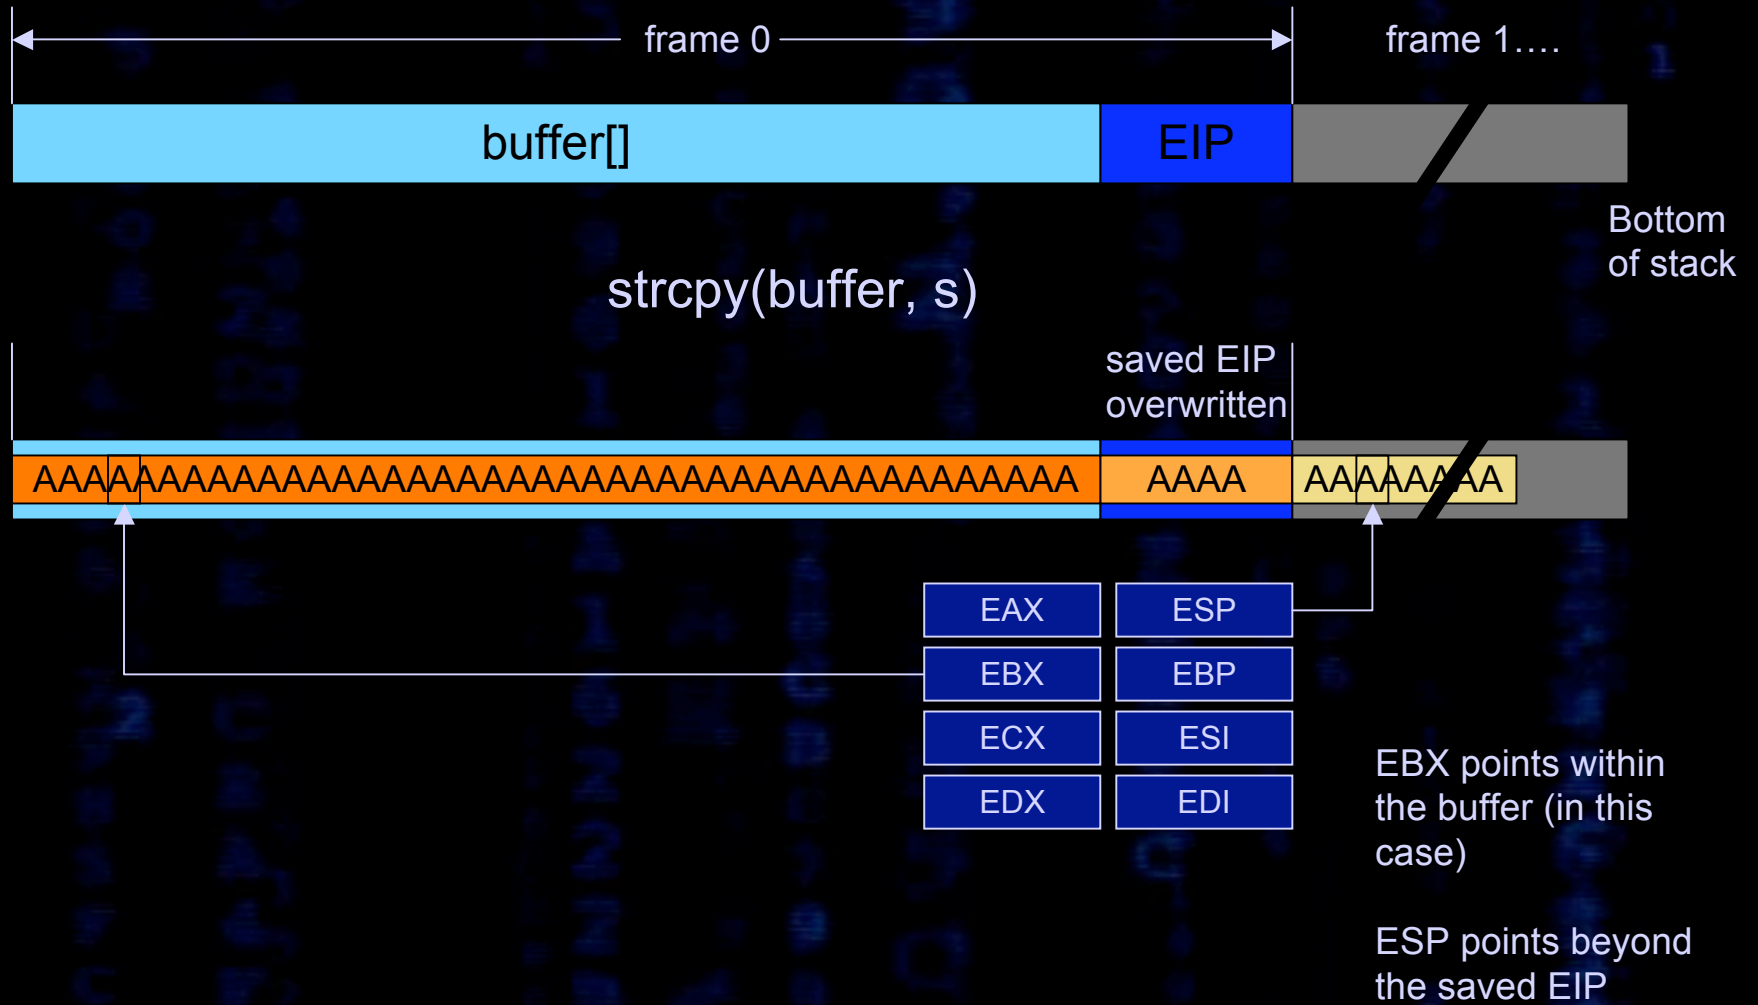 frame 0
frame 1....
buffer[]
EIP
Bottom
of stack
strcpy(buffer, s)
saved EIP
overwritten
AAAAAAAAAAAAAAAAAAAAAAAAAAAAAAAAAAAAAAAAAA
AAAA
AAAAAAAA
EAX
ESP
EBX
EBP
ECX
ESI
EDX
EDI
EBX points within
the buffer (in this
case)
ESP points beyond
the saved EIP